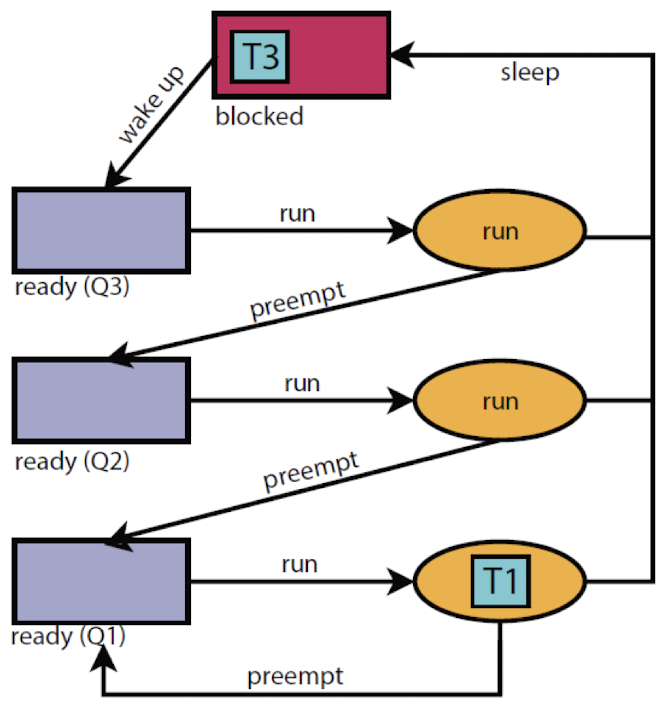 T3
sleep
wake up
blocked
run
run
ready (Q3)
preempt
run
run
ready (Q2)
preempt
run
T1
ready (Q1)
preempt